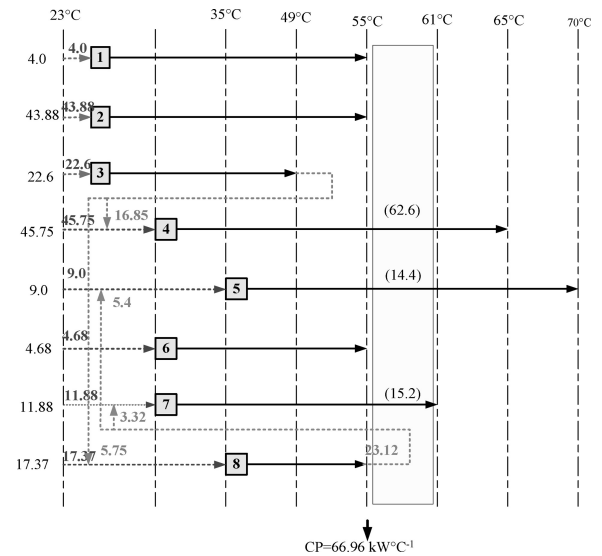 23°C 35°C 49°C 55°C 61°C 65°C 70°C
4.0 4.0 1
43.88 43.88 2
22.6 22.6 3
45.75 45.75 16.85 4 (62.6)
9.0 9.0 5.4 5 (14.4)
4.68 4.68 6
11.88 11.88 3.32 7 (15.2)
17.37 17.37 5.75 8 23.12
CP=66.96 kW°C-1